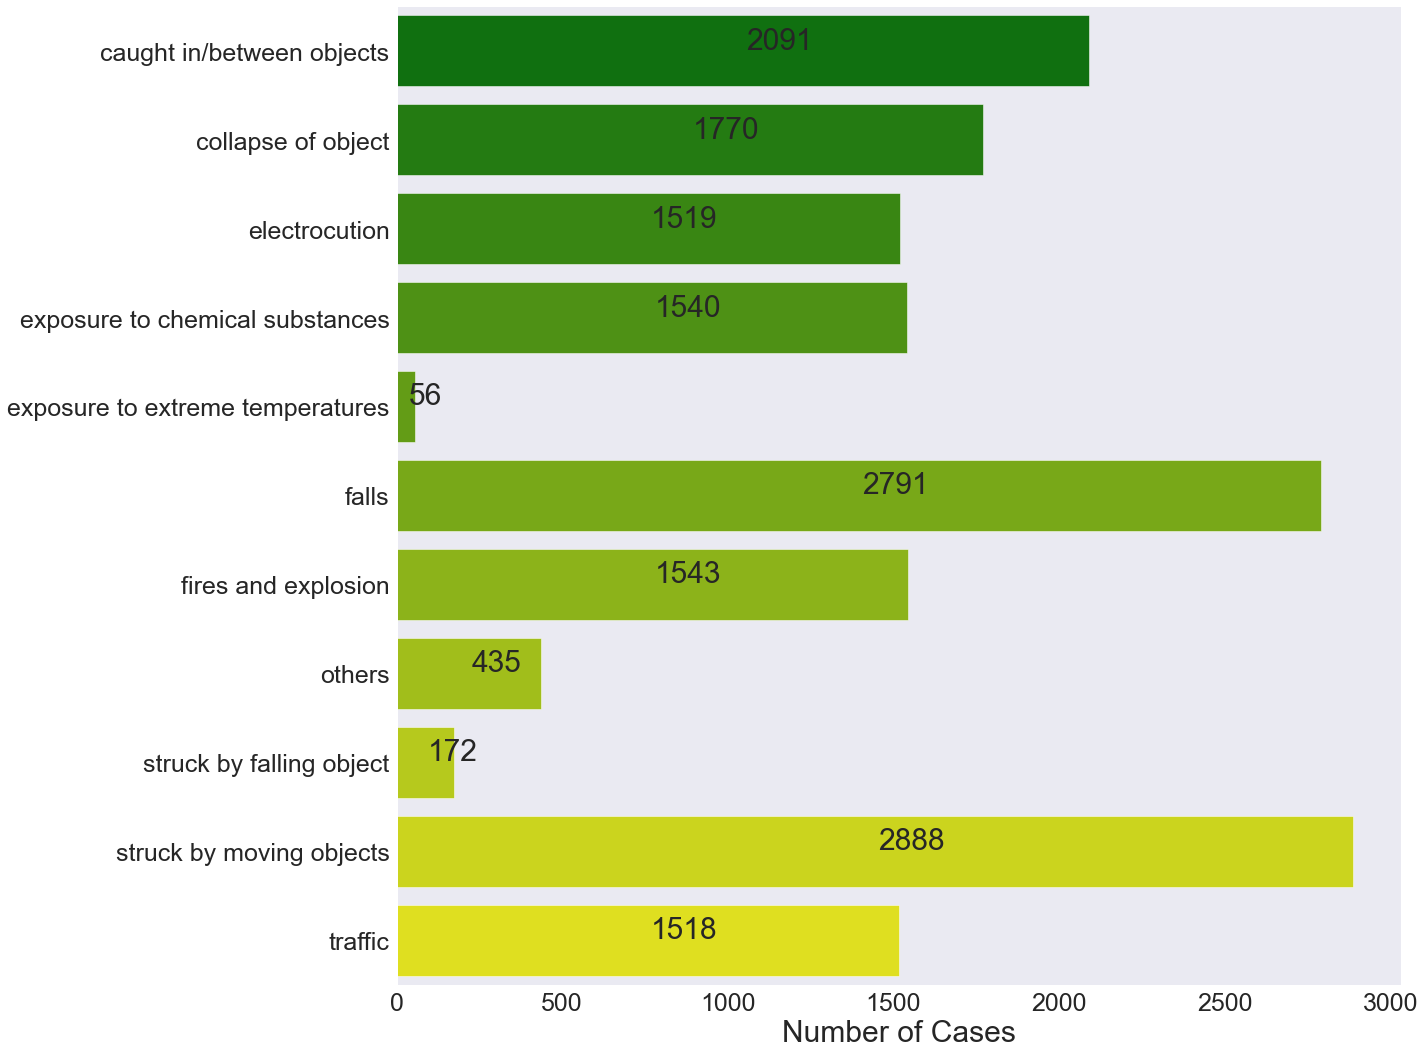 caught in/between objects 2091
collapse of object 1770
electrocution 1519
exposure to chemical substances 1540
exposure to extreme temperatures 56
falls 2791
fires and explosion 1543
others 435
struck by falling object 172
struck by moving objects 2888
traffic 1518
0 500 1000 1500 2000 2500 3000
Number of Cases